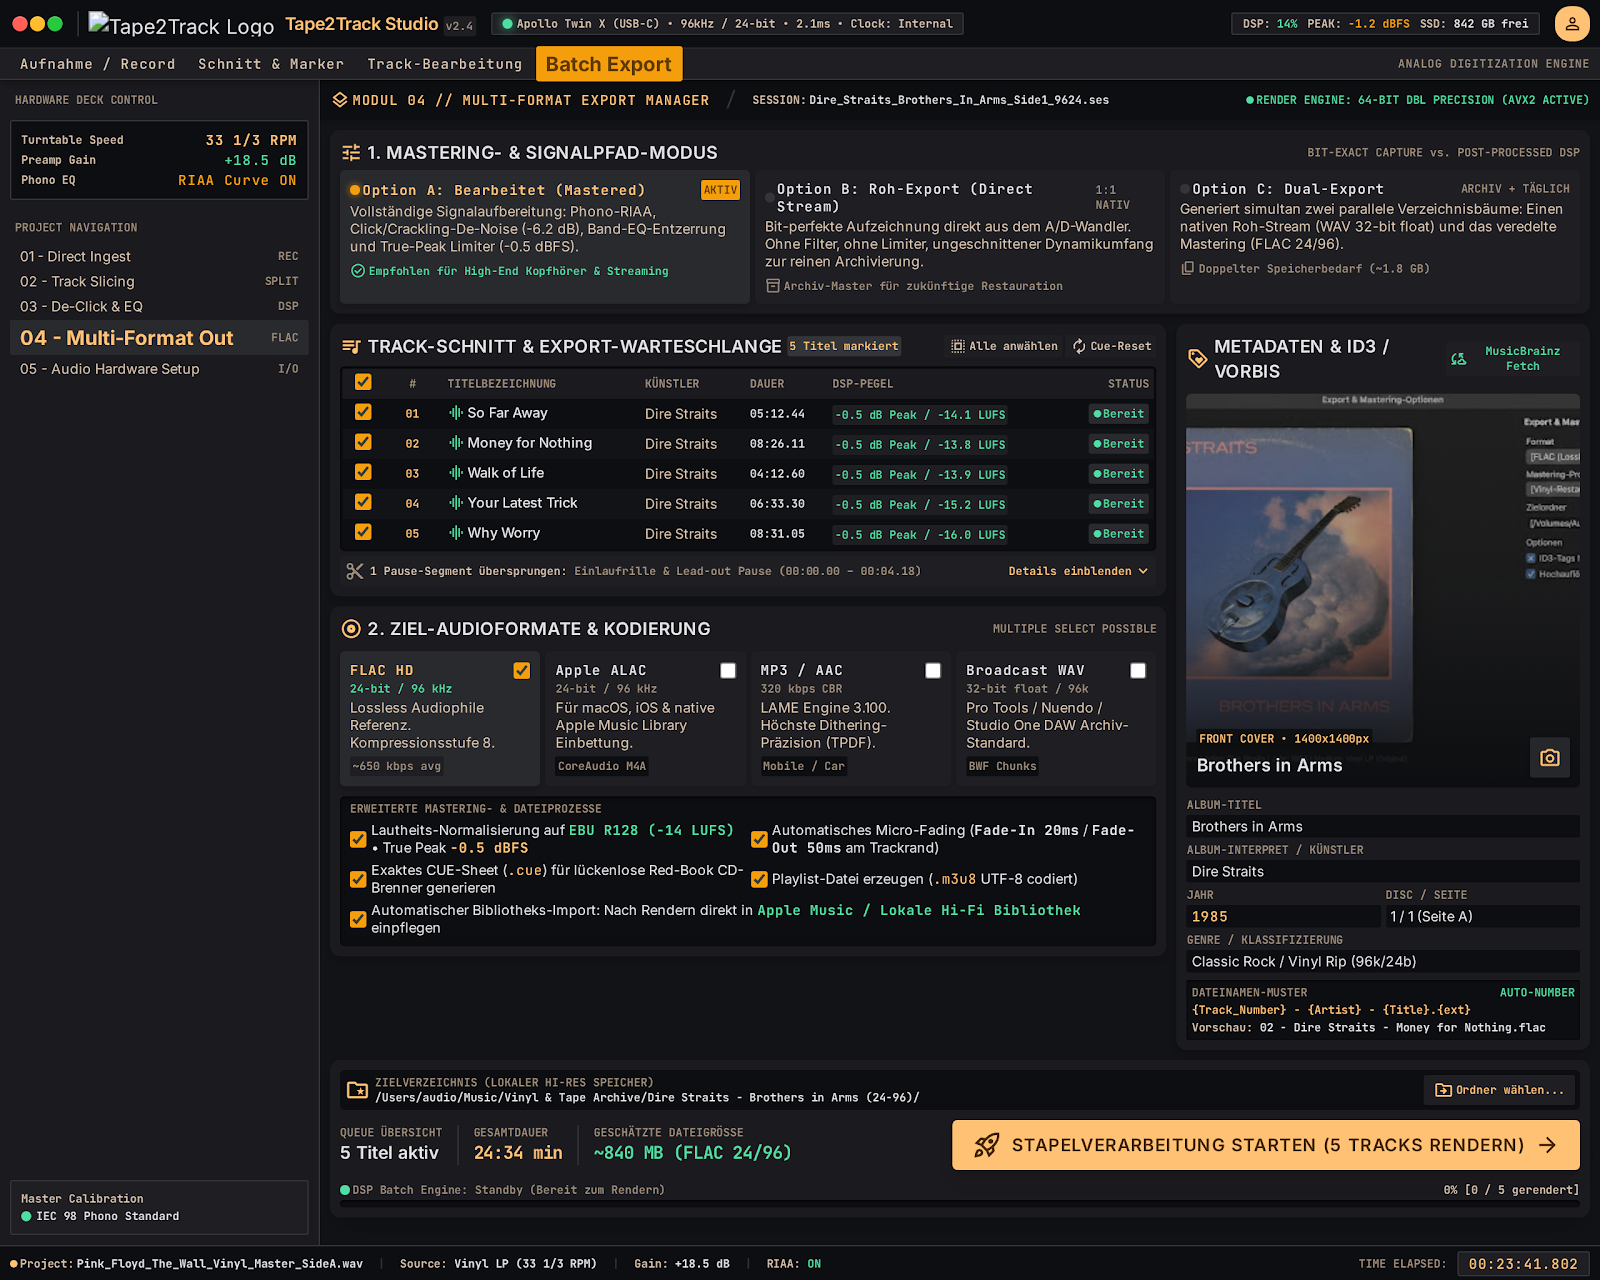 Tape2Track Logo
Tape2Track Studio v2.4
Apollo Twin X (USB-C) • 96kHz / 24-bit • 2.1ms • Clock: Internal
DSP: 14% PEAK: -1.2 dBFS SSD: 842 GB frei
Aufnahme / Record
Schnitt & Marker
Track-Bearbeitung
Batch Export
ANALOG DIGITIZATION ENGINE
HARDWARE DECK CONTROL
Turntable Speed 33 1/3 RPM
Preamp Gain +18.5 dB
Phono EQ RIAA Curve ON
PROJECT NAVIGATION
01 - Direct Ingest REC
02 - Track Slicing SPLIT
03 - De-Click & EQ DSP
04 - Multi-Format Out FLAC
05 - Audio Hardware Setup I/O
Master Calibration
IEC 98 Phono Standard
MODUL 04 // MULTI-FORMAT EXPORT MANAGER / SESSION: Dire_Straits_Brothers_In_Arms_Side1_9624.ses
RENDER ENGINE: 64-BIT DBL PRECISION (AVX2 ACTIVE)
1. MASTERING- & SIGNALPFAD-MODUS
BIT-EXACT CAPTURE vs. POST-PROCESSED DSP
Option A: Bearbeitet (Mastered) AKTIV
Vollständige Signalaufbereitung: Phono-RIAA,
Click/Crackling-De-Noise (-6.2 dB), Band-EQ-Entzerrung
und True-Peak Limiter (-0.5 dBFS).
Empfohlen für High-End Kopfhörer & Streaming
Option B: Roh-Export (Direct
Stream)
1:1
NATIV
Bit-perfekte Aufzeichnung direkt aus dem A/D-Wandler.
Ohne Filter, ohne Limiter, ungeschnittener Dynamikumfang
zur reinen Archivierung.
Archiv-Master für zukünftige Restauration
Option C: Dual-Export ARCHIV + TÄGLICH
Generiert simultan zwei parallele Verzeichnisbäume: Einen
nativen Roh-Stream (WAV 32-bit float) und das veredelte
Mastering (FLAC 24/96).
Doppelter Speicherbedarf (~1.8 GB)
TRACK-SCHNITT & EXPORT-WARTESCHLANGE 5 Titel markiert
Alle anwählen
Cue-Reset
# TITELBEZEICHNUNG KÜNSTLER DAUER DSP-PEGEL STATUS
01 So Far Away Dire Straits 05:12.44 -0.5 dB Peak / -14.1 LUFS Bereit
02 Money for Nothing Dire Straits 08:26.11 -0.5 dB Peak / -13.8 LUFS Bereit
03 Walk of Life Dire Straits 04:12.60 -0.5 dB Peak / -13.9 LUFS Bereit
04 Your Latest Trick Dire Straits 06:33.30 -0.5 dB Peak / -15.2 LUFS Bereit
05 Why Worry Dire Straits 08:31.05 -0.5 dB Peak / -16.0 LUFS Bereit
1 Pause-Segment übersprungen: Einlaufrille & Lead-out Pause (00:00.00 – 00:04.18)
Details einblenden
2. ZIEL-AUDIOFORMATE & KODIERUNG
MULTIPLE SELECT POSSIBLE
FLAC HD
24-bit / 96 kHz
Lossless Audiophile
Referenz.
Kompressionsstufe 8.
~650 kbps avg
Apple ALAC
24-bit / 96 kHz
Für macOS, iOS & native
Apple Music Library
Einbettung.
CoreAudio M4A
MP3 / AAC
320 kbps CBR
LAME Engine 3.100.
Höchste Dithering-
Präzision (TPDF).
Mobile / Car
Broadcast WAV
32-bit float / 96k
Pro Tools / Nuendo /
Studio One DAW Archiv-
Standard.
BWF Chunks
ERWEITERTE MASTERING- & DATEIPROZESSE
Lautheits-Normalisierung auf EBU R128 (-14 LUFS)
• True Peak -0.5 dBFS
Automatisches Micro-Fading (Fade-In 20ms / Fade-
Out 50ms am Trackrand)
Exaktes CUE-Sheet (.cue) für lückenlose Red-Book CD-
Brenner generieren
Playlist-Datei erzeugen (.m3u8 UTF-8 codiert)
Automatischer Bibliotheks-Import: Nach Rendern direkt in Apple Music / Lokale Hi-Fi Bibliothek
einpflegen
METADATEN & ID3 /
VORBIS
MusicBrainz
Fetch
Export & Mastering-Optionen
STRAITS
Export & Mas
Format
[FLAC (Loss
Mastering-Pro
[Vinyl-Resta
Zielordner
[/Volumes/Au
Optionen
ID3-Tags
Hochauflö
BROTHERS IN ARMS
FRONT COVER • 1400x1400px
Brothers in Arms
ALBUM-TITEL
Brothers in Arms
ALBUM-INTERPRET / KÜNSTLER
Dire Straits
JAHR
1985
DISC / SEITE
1 / 1 (Seite A)
GENRE / KLASSIFIZIERUNG
Classic Rock / Vinyl Rip (96k/24b)
DATEINAMEN-MUSTER AUTO-NUMBER
{Track_Number} - {Artist} - {Title}.{ext}
Vorschau: 02 - Dire Straits - Money for Nothing.flac
ZIELVERZEICHNIS (LOKALER HI-RES SPEICHER)
/Users/audio/Music/Vinyl & Tape Archive/Dire Straits - Brothers in Arms (24-96)/
Ordner wählen...
QUEUE ÜBERSICHT
5 Titel aktiv
GESAMTDAUER
24:34 min
GESCHÄTZTE DATEIGRÖSSE
~840 MB (FLAC 24/96)
STAPELVERARBEITUNG STARTEN (5 TRACKS RENDERN)
DSP Batch Engine: Standby (Bereit zum Rendern)
0% [0 / 5 gerendert]
Project: Pink_Floyd_The_Wall_Vinyl_Master_SideA.wav
Source: Vinyl LP (33 1/3 RPM)
Gain: +18.5 dB
RIAA: ON
TIME ELAPSED: 00:23:41.802